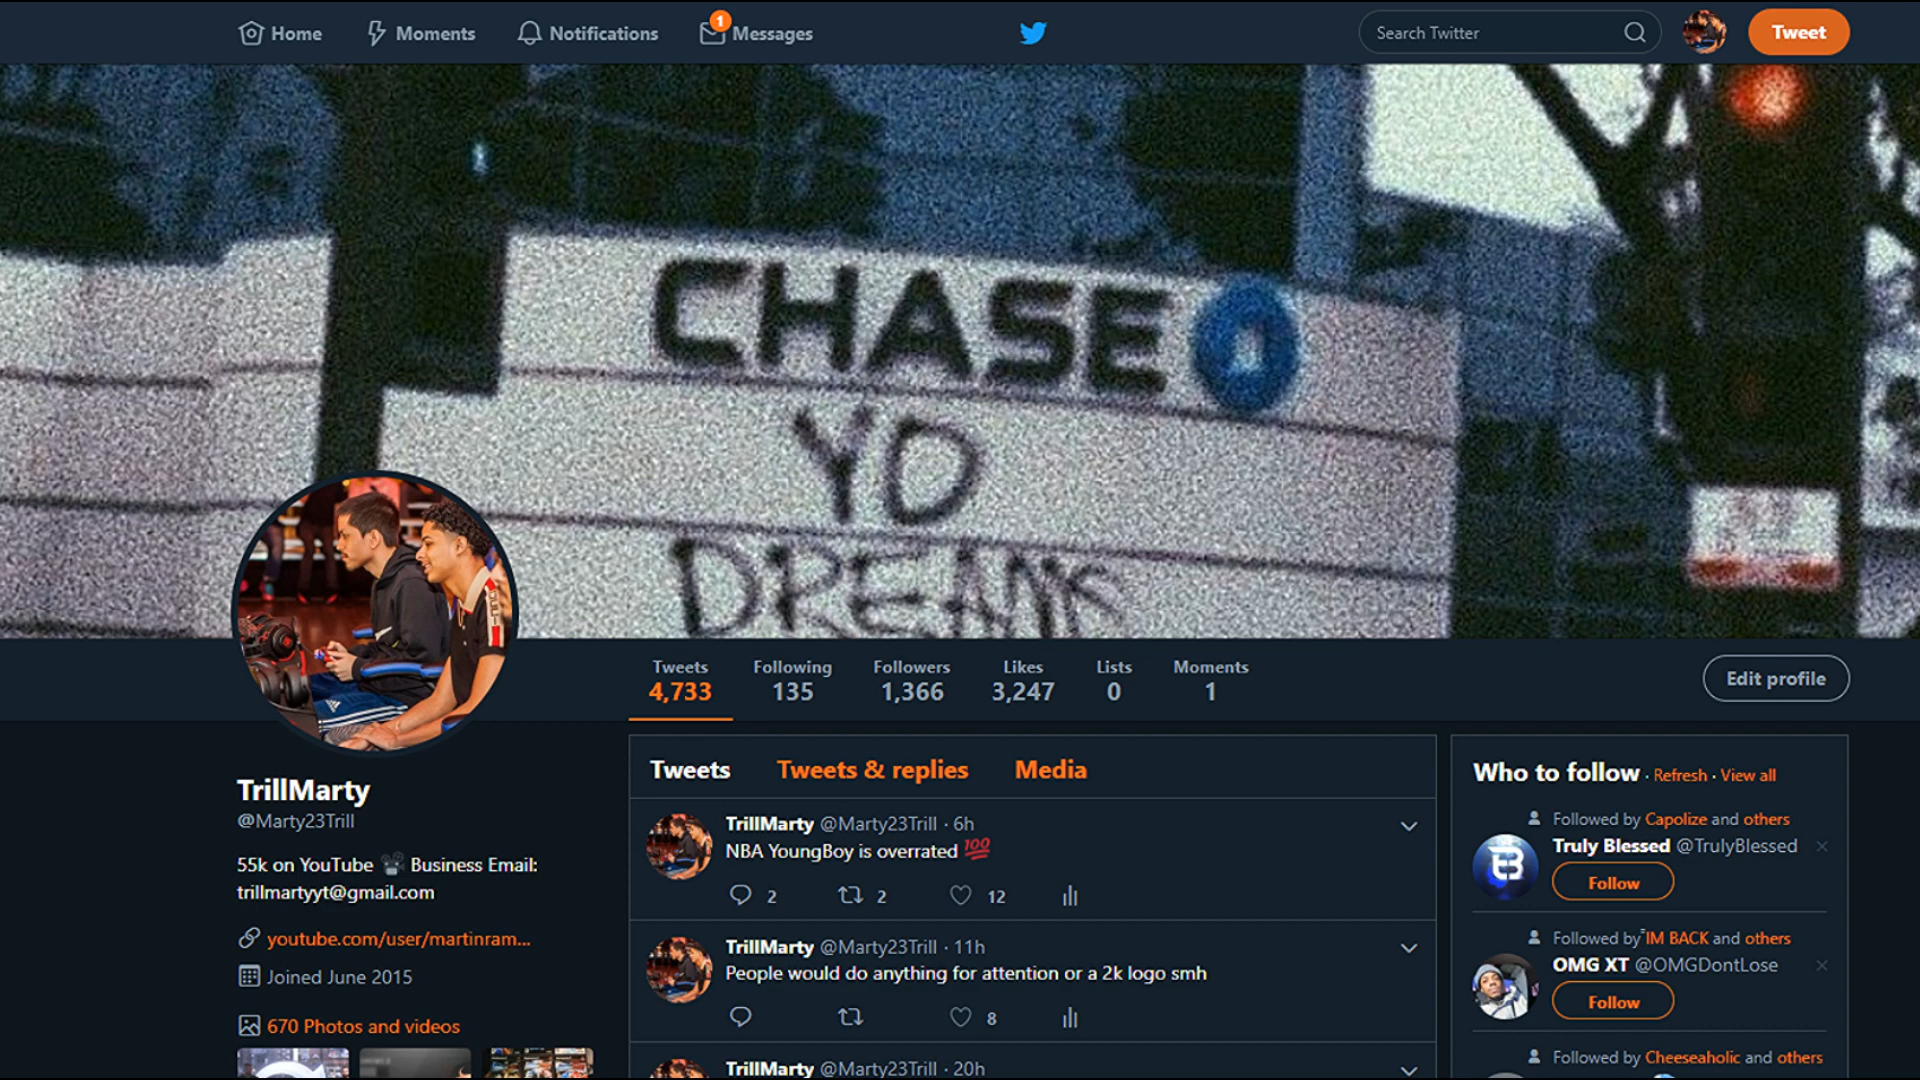 Home
Moments
Notifications
1
Messages
Search Twitter
Tweet
CHASE
YO
DREAMS
Tweets
4,733
Following
135
Followers
1,366
Likes
3,247
Lists
0
Moments
1
Edit profile
TrillMarty
@Marty23Trill
55k on YouTube 🎥 Business Email:
trillmartyyt@gmail.com
youtube.com/user/martinram...
Joined June 2015
670 Photos and videos
Tweets
Tweets & replies
Media
TrillMarty @Marty23Trill · 6h
NBA YoungBoy is overrated 💯
2
2
12
TrillMarty @Marty23Trill · 11h
People would do anything for attention or a 2k logo smh
8
TrillMarty @Marty23Trill · 20h
Who to follow · Refresh · View all
Followed by Capolize and others
Truly Blessed @TrulyBlessed
Follow
Followed by IM BACK and others
OMG XT @OMGDontLose
Follow
Followed by Cheeseaholic and others